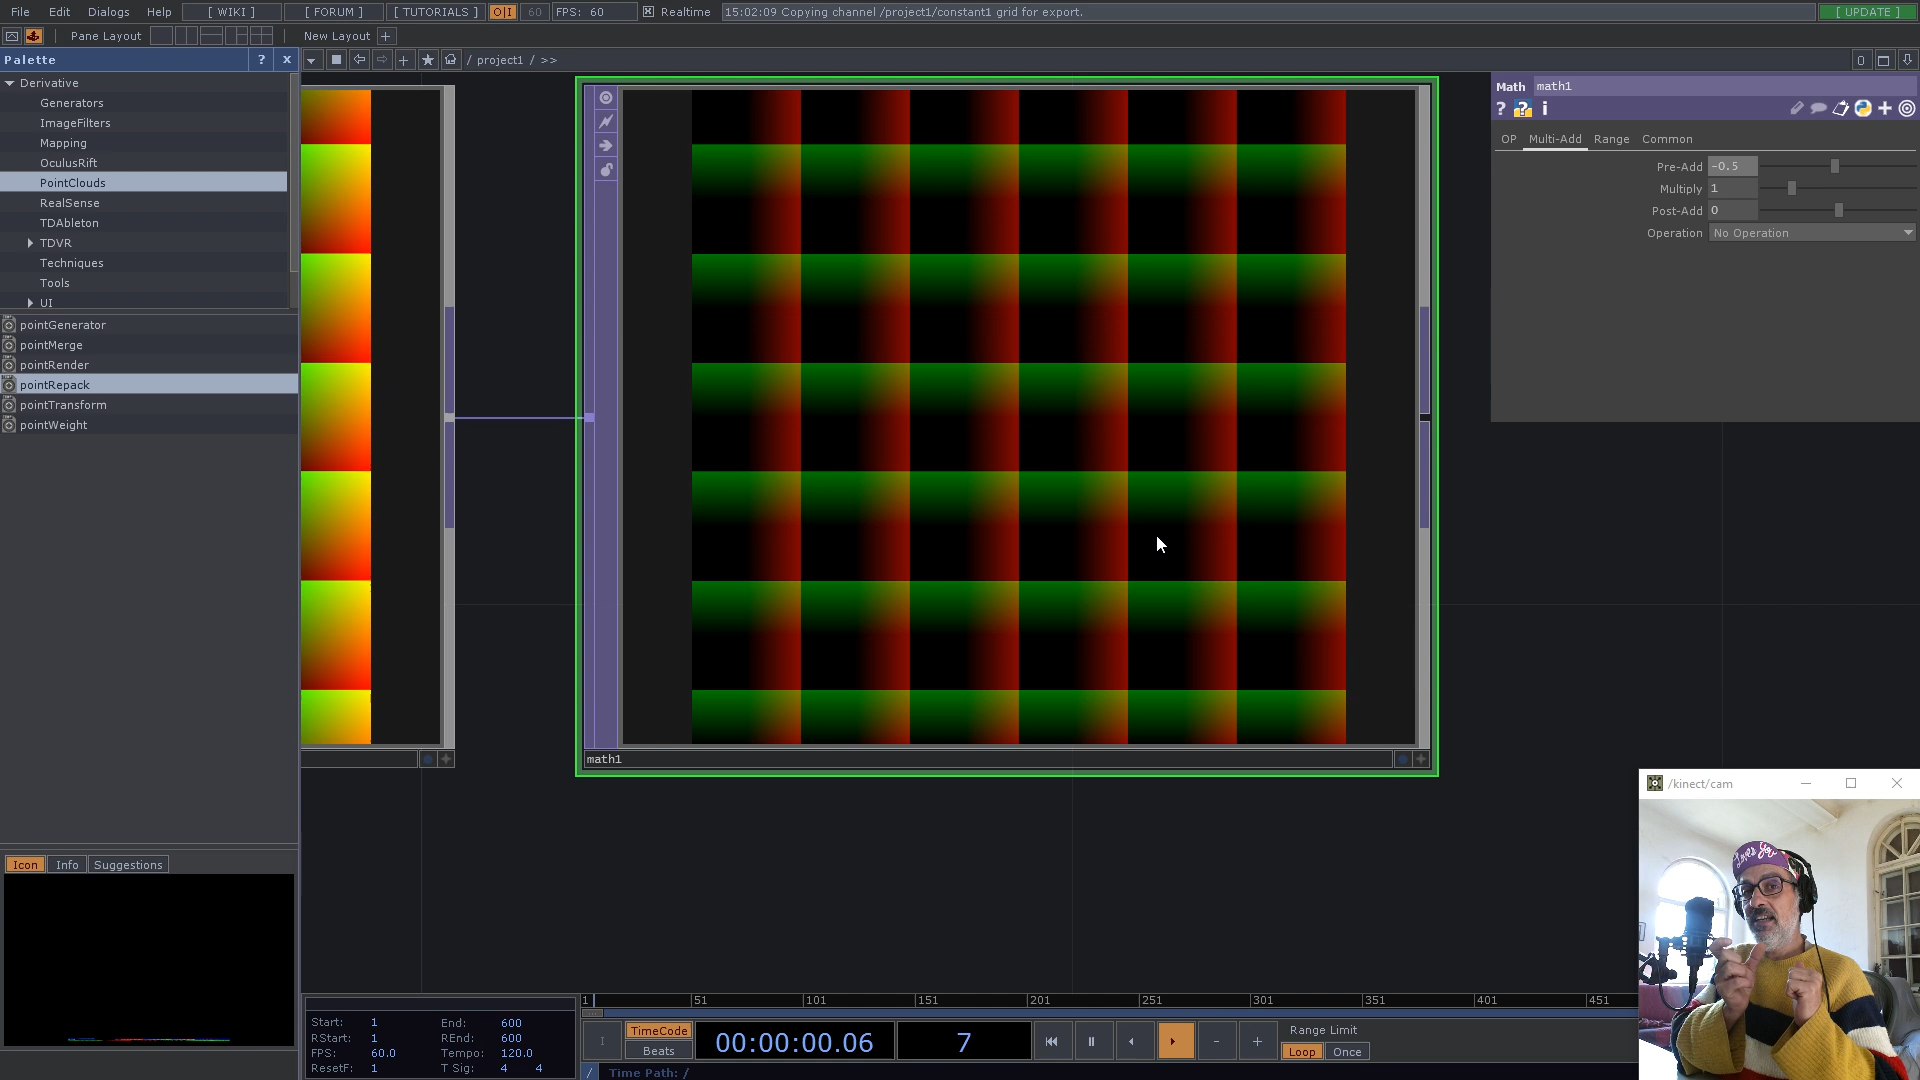 File Edit Dialogs Help [ WIKI ] [ FORUM ] [ TUTORIALS ] O|I 60 FPS: 60 Realtime 15:02:09 Copying channel /project1/constant1 grid for export. [ UPDATE ]
Pane Layout New Layout +
Palette ? x / project1 / >> 0
Derivative
Generators
ImageFilters
Mapping
OculusRift
PointClouds
RealSense
TDAbleton
TDVR
Techniques
Tools
UI
pointGenerator
pointMerge
pointRender
pointRepack
pointTransform
pointWeight
Icon Info Suggestions
math1
Math math1
? ? i
OP Multi-Add Range Common
Pre-Add -0.5
Multiply 1
Post-Add 0
Operation No Operation
/kinect/cam
Loves You
1 51 101 151 201 251 301 351 401 451
Start: 1 End: 600
RStart: 1 REnd: 600
FPS: 60.0 Tempo: 120.0
ResetF: 1 T Sig: 4 4
I TimeCode Beats 00:00:00.06 7 - + Range Limit
Loop Once
/ Time Path: /